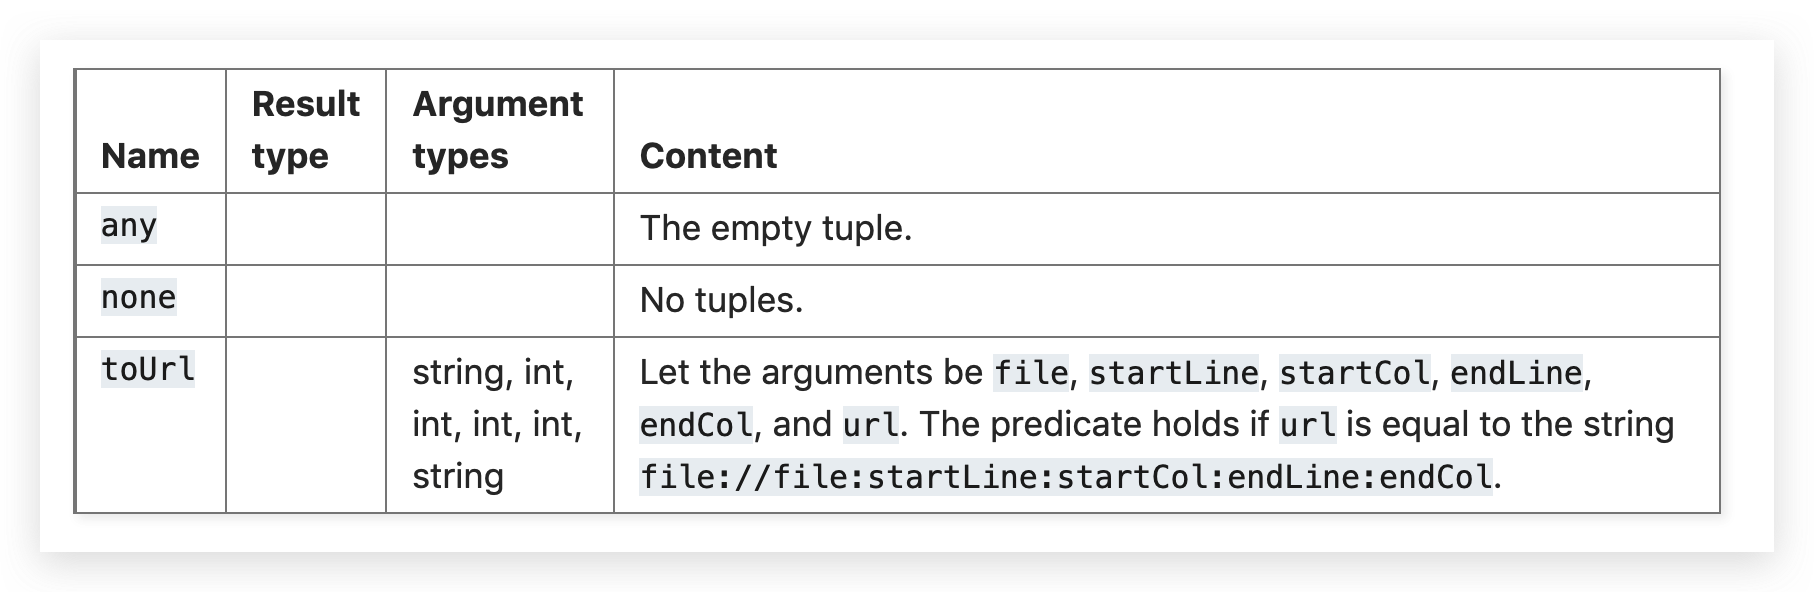 Name Result type Argument types Content
any The empty tuple.
none No tuples.
toUrl string, int, int, int, int, string Let the arguments be file, startLine, startCol, endLine,
endCol, and url. The predicate holds if url is equal to the string
file://file:startLine:startCol:endLine:endCol.